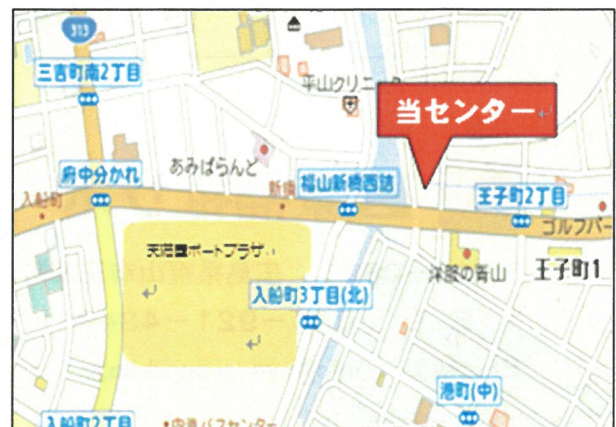 313
三吉町南2丁目
平山クリニック
当センター
あみぱらんど
府中分かれ
新橋
福山新橋西詰
王子町2丁目
入船町
ゴルフパー
天満屋ポートプラザ
洋服の青山
王子町1
入船町3丁目(北)
港町(中)
入船町2丁目